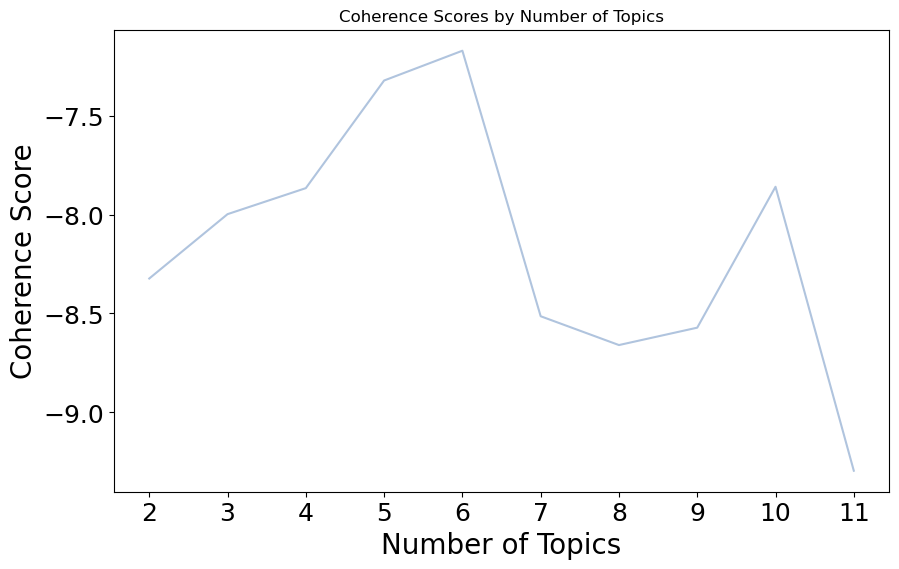 Coherence Scores by Number of Topics
Coherence Score
−7.5
−8.0
−8.5
−9.0
2 3 4 5 6 7 8 9 10 11
Number of Topics